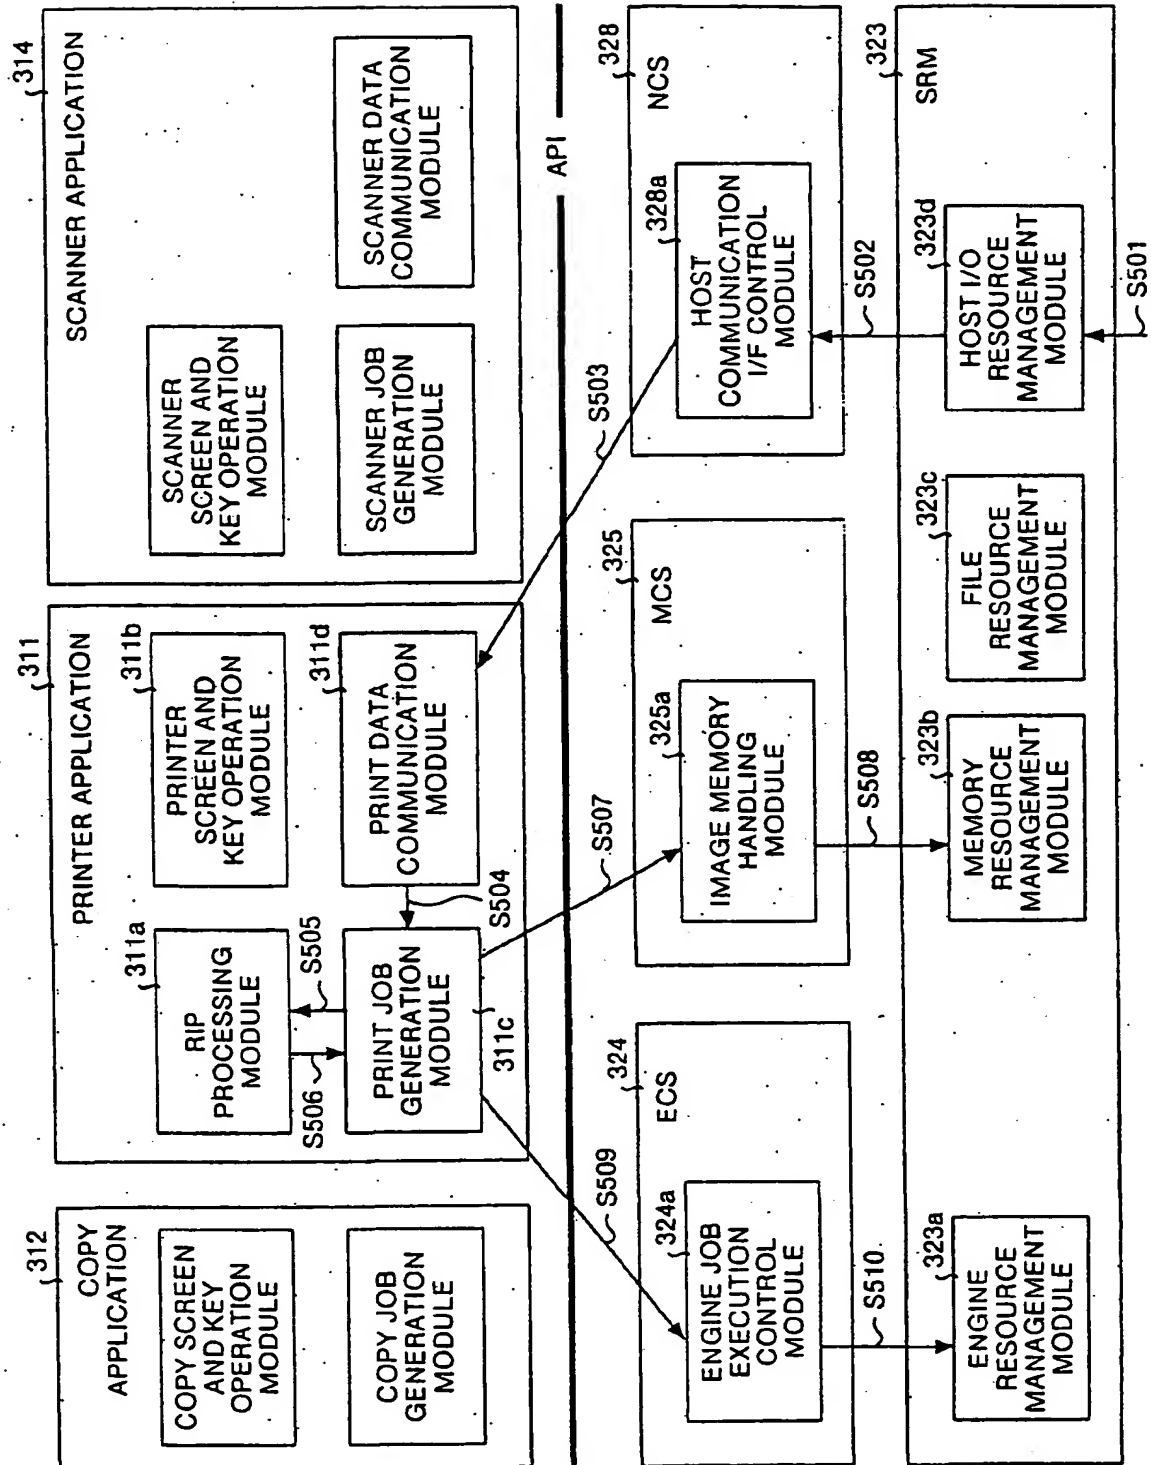 312
COPY
APPLICATION
COPY SCREEN
AND KEY
OPERATION
MODULE
COPY JOB
GENERATION
MODULE
311
PRINTER APPLICATION
311a
RIP
PROCESSING
MODULE
311b
PRINTER
SCREEN AND
KEY OPERATION
MODULE
S505
S506
PRINT JOB
GENERATION
MODULE
311c
S504
311d
PRINT DATA
COMMUNICATION
MODULE
314
SCANNER APPLICATION
SCANNER
SCREEN AND
KEY OPERATION
MODULE
SCANNER JOB
GENERATION
MODULE
SCANNER DATA
COMMUNICATION
MODULE
API
S509
S507
S503
324
ECS
324a
ENGINE JOB
EXECUTION
CONTROL
MODULE
325
MCS
325a
IMAGE MEMORY
HANDLING
MODULE
328
NCS
328a
HOST
COMMUNICATION
I/F CONTROL
MODULE
S510
S508
S502
323
SRM
323a
ENGINE
RESOURCE
MANAGEMENT
MODULE
323b
MEMORY
RESOURCE
MANAGEMENT
MODULE
323c
FILE
RESOURCE
MANAGEMENT
MODULE
323d
HOST I/O
RESOURCE
MANAGEMENT
MODULE
S501